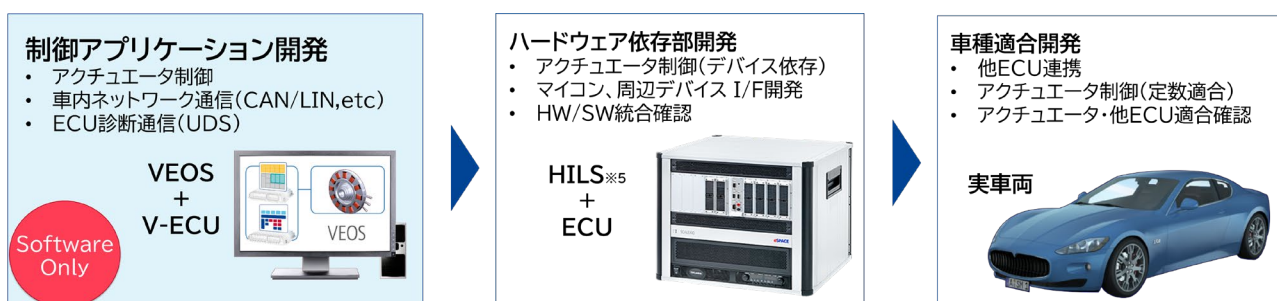 制御アプリケーション開発
• アクチュエータ制御
• 車内ネットワーク通信(CAN/LIN,etc)
• ECU診断通信(UDS)
VEOS
+
V-ECU
VEOS
Software
Only
ハードウェア依存部開発
• アクチュエータ制御(デバイス依存)
• マイコン、周辺デバイス I/F開発
• HW/SW統合確認
HILS※5
+
ECU
dSPACE
車種適合開発
• 他ECU連携
• アクチュエータ制御(定数適合)
• アクチュエータ・他ECU適合確認
実車両